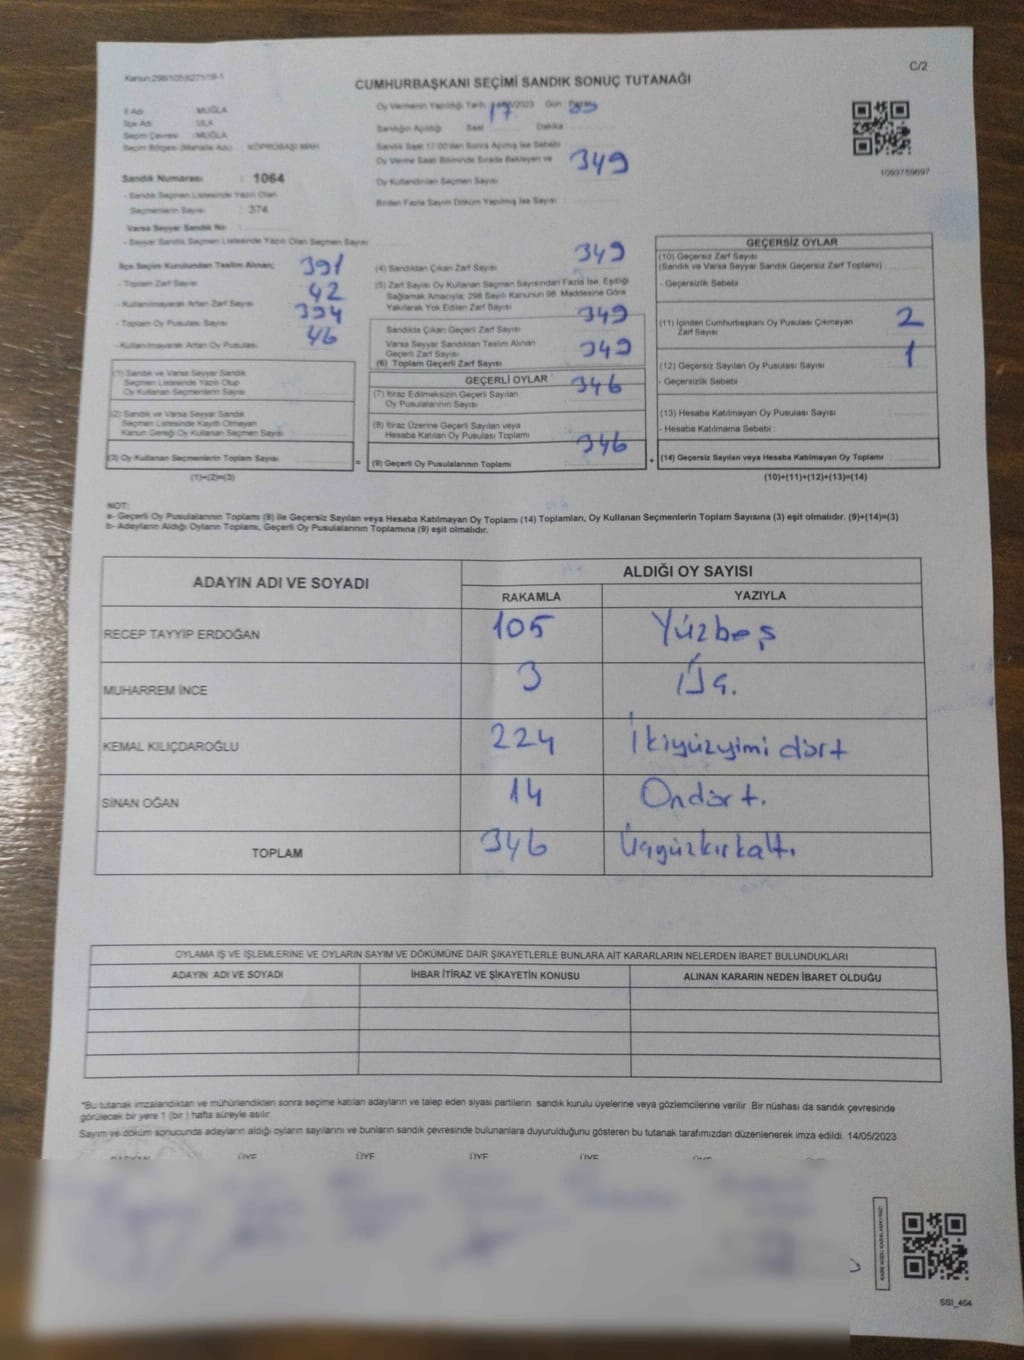 Kanun:298/105;6271/19-1
C/2
CUMHURBAŞKANI SEÇİMİ SANDIK SONUÇ TUTANAĞI
İl Adı : MUĞLA
İlçe Adı : ULA
Seçim Çevresi : MUĞLA
Seçim Bölgesi (Mahalle Adı) : KÖPRÜBAŞI MAH.
Sandık Numarası : 1064
- Sandık Seçmen Listesinde Yazılı Olan
Seçmenlerin Sayısı : 374
Varsa Seyyar Sandık No :
- Seyyar Sandık Seçmen Listesinde Yazılı Olan Seçmen Sayısı
Oy Vermenin Yapıldığı Tarih 14/05/2023 Gün Pazar
Sandığın Açıldığı Saat 17 Dakika
Sandık Saat 17:00'dan Sonra Açılmış İse Sebebi
Oy Verme Saati Bitiminde Sırada Bekleyen ve
Oy Kullandırılan Seçmen Sayısı 349
Birden Fazla Sayım Döküm Yapılmış İse Sayısı
1093759697
İlçe Seçim Kurulundan Teslim Alınan;
- Toplam Zarf Sayısı 391
- Kullanılmayarak Artan Zarf Sayısı 42
- Toplam Oy Pusulası Sayısı 394
- Kullanılmayarak Artan Oy Pusulası 46
(1) Sandık ve Varsa Seyyar Sandık
Seçmen Listesinde Yazılı Olup
Oy Kullanan Seçmenlerin Sayısı
(2) Sandık ve Varsa Seyyar Sandık
Seçmen Listesinde Kayıtlı Olmayan
Kanun Gereği Oy Kullanan Seçmen Sayısı
(3) Oy Kullanan Seçmenlerin Toplam Sayısı
(1)+(2)=(3)
=
(4) Sandıktan Çıkan Zarf Sayısı 349
(5) Zarf Sayısı Oy Kullanan Seçmen Sayısından Fazla İse, Eşitliği
Sağlamak Amacıyla; 298 Sayılı Kanunun 98. Maddesine Göre
Yakılarak Yok Edilen Zarf Sayısı
Sandıkta Çıkan Geçerli Zarf Sayısı 349
Varsa Seyyar Sandıktan Teslim Alınan
Geçerli Zarf Sayısı
(6) Toplam Geçerli Zarf Sayısı 349
GEÇERLİ OYLAR
(7) İtiraz Edilmeksizin Geçerli Sayılan
Oy Pusulalarının Sayısı 346
(8) İtiraz Üzerine Geçerli Sayılan veya
Hesaba Katılan Oy Pusulası Toplamı
(9) Geçerli Oy Pusulalarının Toplamı 346
+
GEÇERSİZ OYLAR
(10) Geçersiz Zarf Sayısı
(Sandık ve Varsa Seyyar Sandık Geçersiz Zarf Toplamı)
- Geçersizlik Sebebi
(11) İçinden Cumhurbaşkanı Oy Pusulası Çıkmayan
Zarf Sayısı 2
(12) Geçersiz Sayılan Oy Pusulası Sayısı 1
- Geçersizlik Sebebi :
(13) Hesaba Katılmayan Oy Pusulası Sayısı
- Hesaba Katılmama Sebebi :
(14) Geçersiz Sayılan veya Hesaba Katılmayan Oy Toplamı
(10)+(11)+(12)+(13)=(14)
NOT:
a- Geçerli Oy Pusulalarının Toplamı (9) ile Geçersiz Sayılan veya Hesaba Katılmayan Oy Toplamı (14) Toplamları, Oy Kullanan Seçmenlerin Toplam Sayısına (3) eşit olmalıdır. (9)+(14)=(3)
b- Adayların Aldığı Oyların Toplamı, Geçerli Oy Pusulalarının Toplamına (9) eşit olmalıdır.
ADAYIN ADI VE SOYADI
ALDIĞI OY SAYISI
RAKAMLA YAZIYLA
RECEP TAYYİP ERDOĞAN 105 Yüzbeş
MUHARREM İNCE 3 Üç.
KEMAL KILIÇDAROĞLU 224 İkiyüzyimi dört
SİNAN OĞAN 14 Ondört.
TOPLAM 346 Üçyüzkırkaltı
OYLAMA İŞ VE İŞLEMLERİNE VE OYLARIN SAYIM VE DÖKÜMÜNE DAİR ŞİKAYETLERLE BUNLARA AİT KARARLARIN NELERDEN İBARET BULUNDUKLARI
ADAYIN ADI VE SOYADI İHBAR İTİRAZ VE ŞİKAYETİN KONUSU ALINAN KARARIN NEDEN İBARET OLDUĞU
*Bu tutanak imzalandıktan ve mühürlendikten sonra seçime katılan adayların ve talep eden siyasi partilerin sandık kurulu üyelerine veya gözlemcilerine verilir. Bir nüshası da sandık çevresinde
görülecek bir yere 1 (bir ) hafta süreyle asılır.
Sayım ve döküm sonucunda adayların aldığı oyların sayılarını ve bunların sandık çevresinde bulunanlara duyurulduğunu gösteren bu tutanak tarafımızdan düzenlenerek imza edildi. 14/05/2023
BAŞKAN ÜYE ÜYE ÜYE ÜYE ÜYE
SSI_404